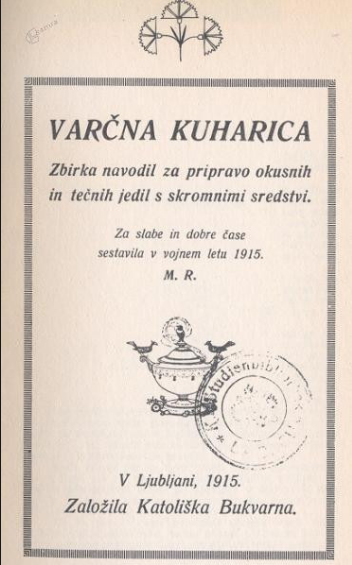 VARČNA KUHARICA
Zbirka navodil za pripravo okusnih
in tečnih jedil s skromnimi sredstvi.
Za slabe in dobre čase
sestavila v vojnem letu 1915.
M. R.
Studienbibliothek
V Ljubljani, 1915.
Založila Katoliška Bukvarna.